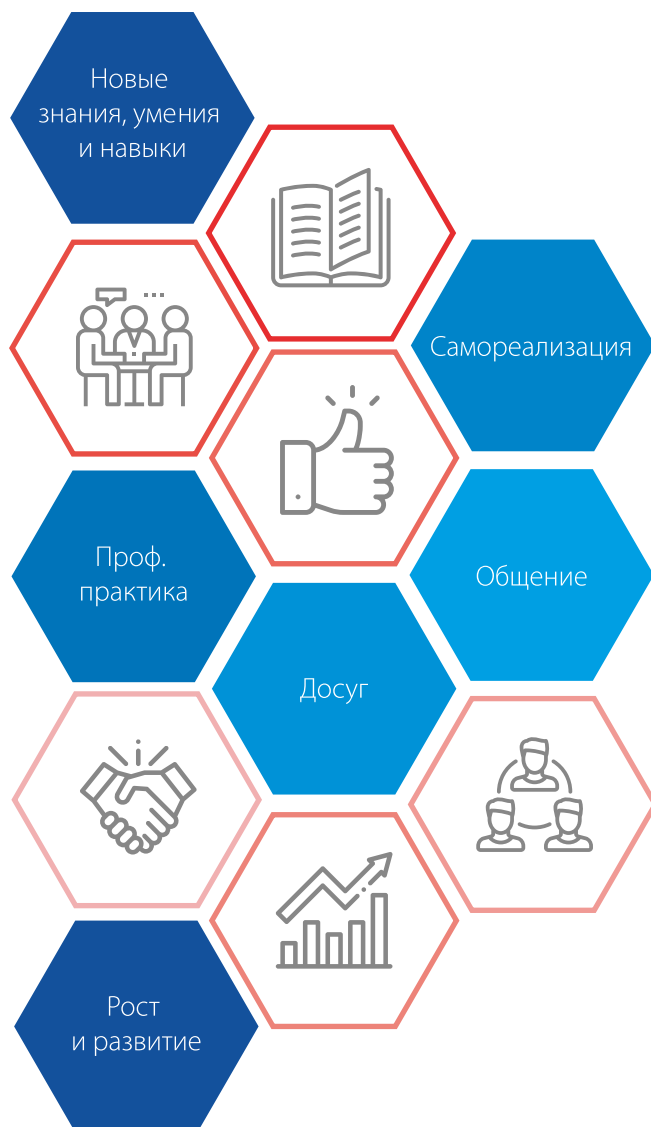 Новые
знания, умения
и навыки
Самореализация
Проф.
практика
Общение
Досуг
Рост
и развитие